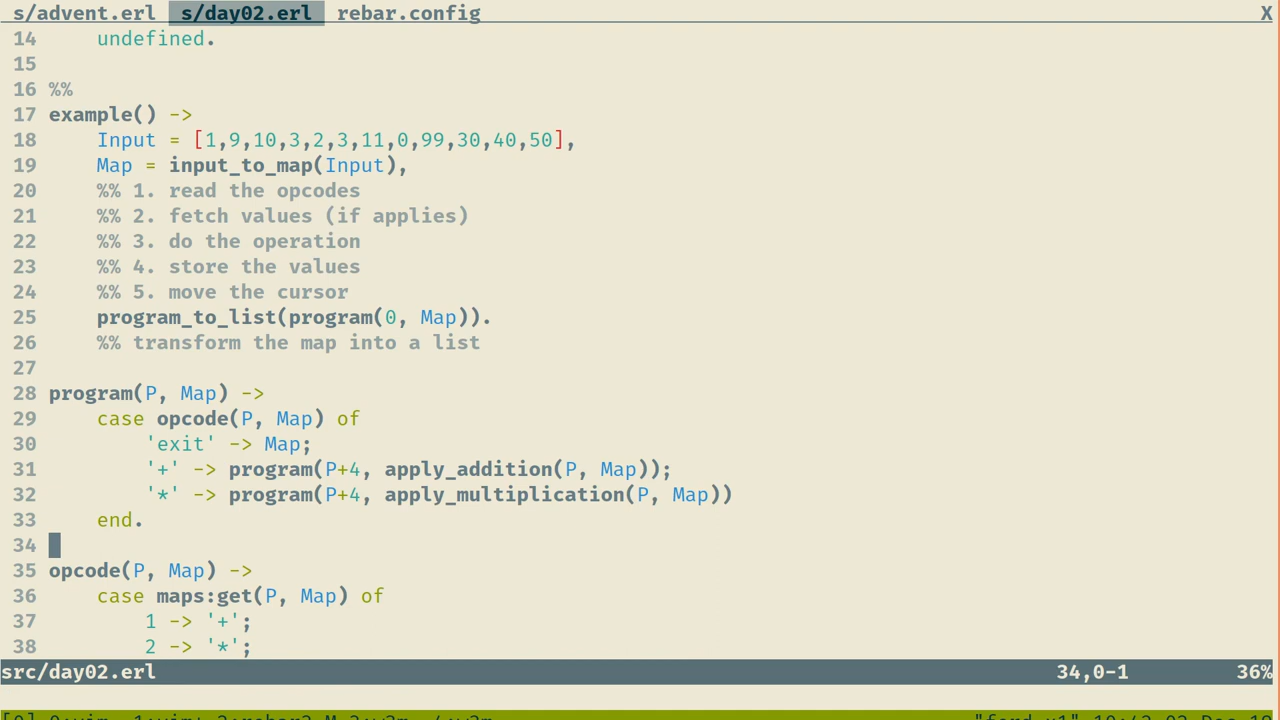 s/advent.erl s/day02.erl rebar.config X
14 undefined.
15
16 %%
17 example() ->
18 Input = [1,9,10,3,2,3,11,0,99,30,40,50],
19 Map = input_to_map(Input),
20 %% 1. read the opcodes
21 %% 2. fetch values (if applies)
22 %% 3. do the operation
23 %% 4. store the values
24 %% 5. move the cursor
25 program_to_list(program(0, Map)).
26 %% transform the map into a list
27
28 program(P, Map) ->
29 case opcode(P, Map) of
30 'exit' -> Map;
31 '+' -> program(P+4, apply_addition(P, Map));
32 '*' -> program(P+4, apply_multiplication(P, Map))
33 end.
34
35 opcode(P, Map) ->
36 case maps:get(P, Map) of
37 1 -> '+';
38 2 -> '*';
src/day02.erl 34,0-1 36%